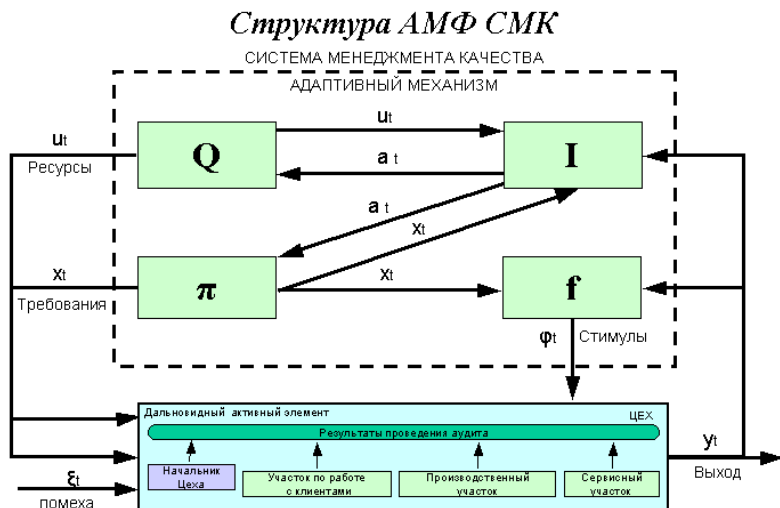 Структура АМФ СМК
СИСТЕМА МЕНЕДЖМЕНТА КАЧЕСТВА
АДАПТИВНЫЙ МЕХАНИЗМ
ut
Ресурсы
Q
ut
a t
I
a t
xt
xt
Требования
π
xt
f
φt
Стимулы
Дальновидный активный элемент
ЦЕХ
Результаты проведения аудита
yt
Выход
ξt
помеха
Начальник
Цеха
Участок по работе
с клиентами
Производственный
участок
Сервисный
участок